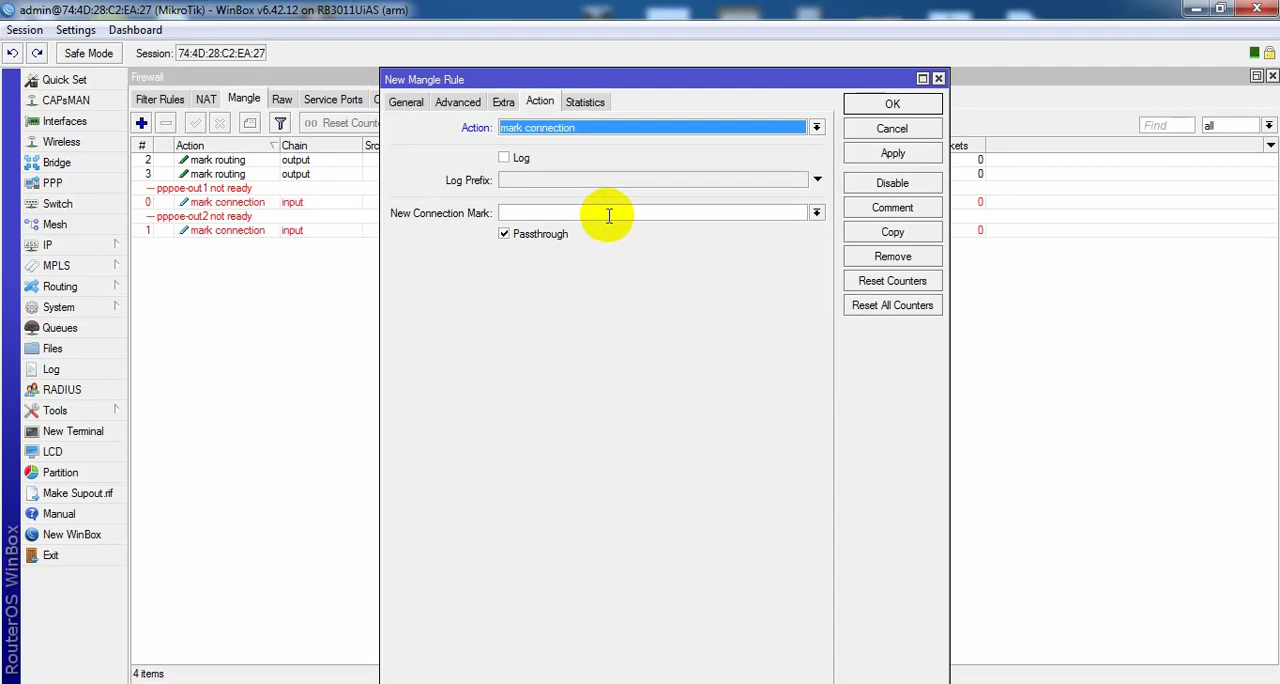 admin@74:4D:28:C2:EA:27 (MikroTik) - WinBox v6.42.12 on RB3011UiAS (arm)
Session Settings Dashboard
Safe Mode Session: 74:4D:28:C2:EA:27
Quick Set
CAPsMAN
Interfaces
Wireless
Bridge
PPP
Switch
Mesh
IP
MPLS
Routing
System
Queues
Files
Log
RADIUS
Tools
New Terminal
LCD
Partition
Make Supout.rif
Manual
New WinBox
Exit
RouterOS WinBox
Firewall
Filter Rules NAT Mangle Raw Service Ports
Reset Counte
Find all
# Action Chain Src
2 mark routing output
3 mark routing output
--- pppoe-out1 not ready
0 mark connection input
--- pppoe-out2 not ready
1 mark connection input
kets
0
0
0
0
4 items
New Mangle Rule
General Advanced Extra Action Statistics
Action: mark connection
Log
Log Prefix:
New Connection Mark:
Passthrough
OK
Cancel
Apply
Disable
Comment
Copy
Remove
Reset Counters
Reset All Counters